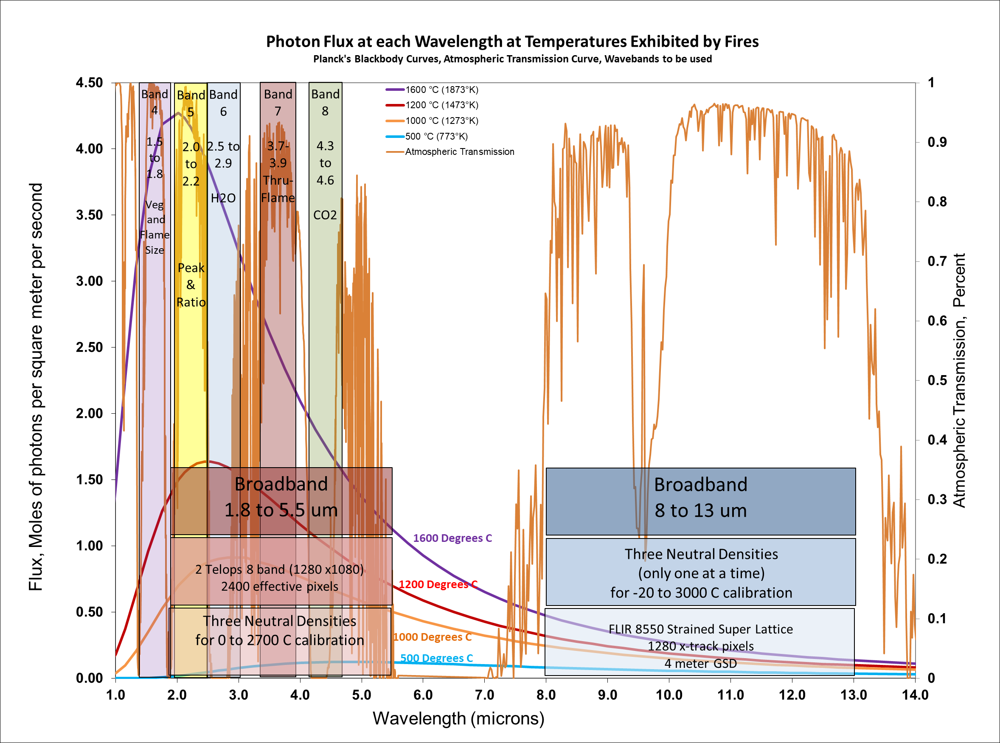 Photon Flux at each Wavelength at Temperatures Exhibited by Fires
Planck's Blackbody Curves, Atmospheric Transmission Curve, Wavebands to be used
Flux, Moles of photons per square meter per second
4.50
4.00
3.50
3.00
2.50
2.00
1.50
1.00
0.50
0.00
Band
4
1.5
to
1.8
Veg
and
Flame
Size
Band
5
2.0
to
2.2
Peak
&
Ratio
Band
6
2.5 to
2.9
H2O
Band
7
3.7-
3.9
Thru-
Flame
Band
8
4.3
to
4.6
CO2
1600 °C (1873°K)
1200 °C (1473°K)
1000 °C (1273°K)
500 °C (773°K)
Atmospheric Transmission
Broadband
1.8 to 5.5 um
2 Telops 8 band (1280 x1080)
2400 effective pixels
Three Neutral Densities
for 0 to 2700 C calibration
1600 Degrees C
1200 Degrees C
1000 Degrees C
500 Degrees C
Broadband
8 to 13 um
Three Neutral Densities
(only one at a time)
for -20 to 3000 C calibration
FLIR 8550 Strained Super Lattice
1280 x-track pixels
4 meter GSD
1
0.9
0.8
0.7
0.6
0.5
0.4
0.3
0.2
0.1
0
Atmospheric Transmission, Percent
1.0 2.0 3.0 4.0 5.0 6.0 7.0 8.0 9.0 10.0 11.0 12.0 13.0 14.0
Wavelength (microns)